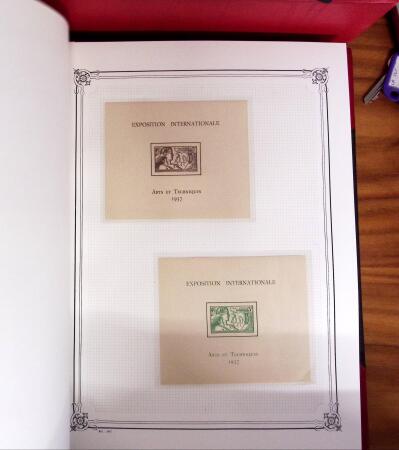 EXPOSITION INTERNATIONALE
ARTS ET TECHNIQUES
1937
EXPOSITION INTERNATIONALE
ARTS ET TECHNIQUES
1937